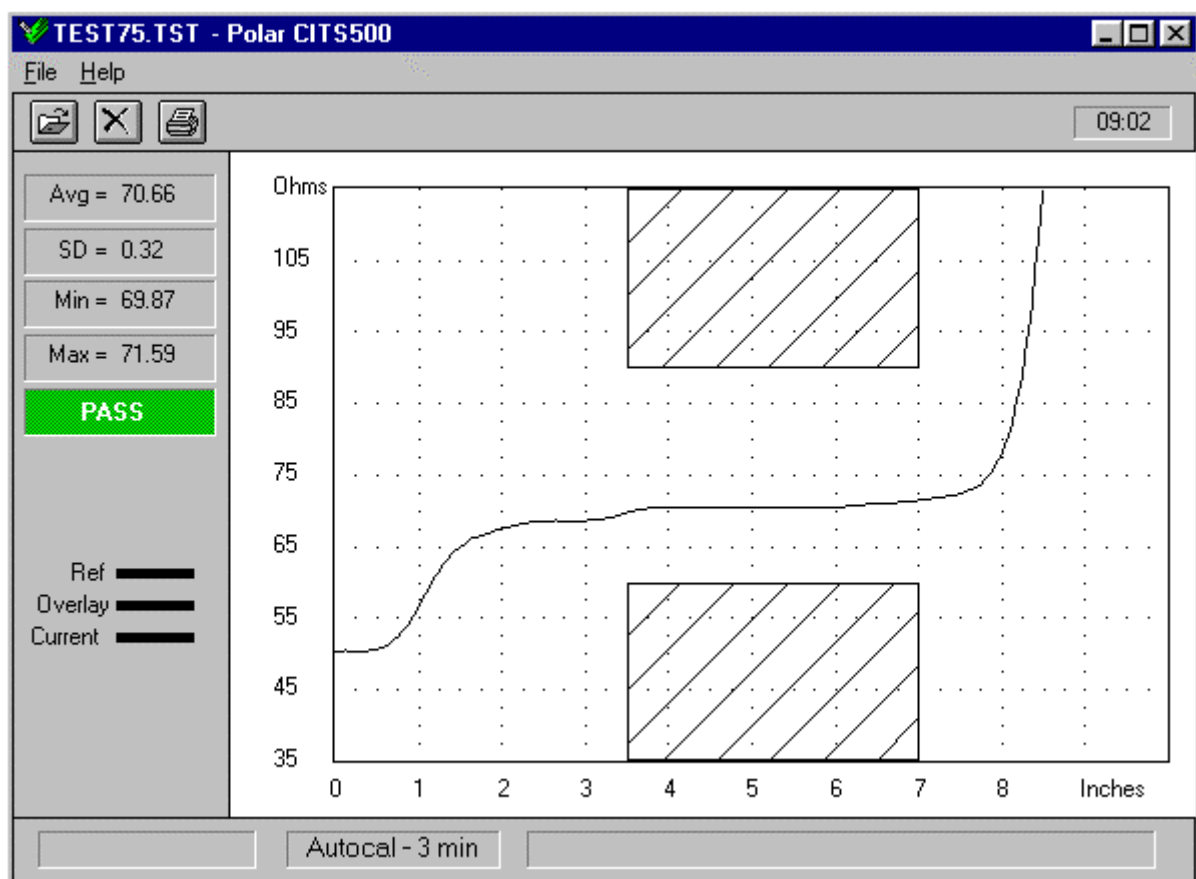 TEST75.TST - Polar CITS500
File Help
09:02
Avg = 70.66
SD = 0.32
Min = 69.87
Max = 71.59
PASS
Ref
Overlay
Current
Ohms
105
95
85
75
65
55
45
35
0 1 2 3 4 5 6 7 8 Inches
Autocal - 3 min